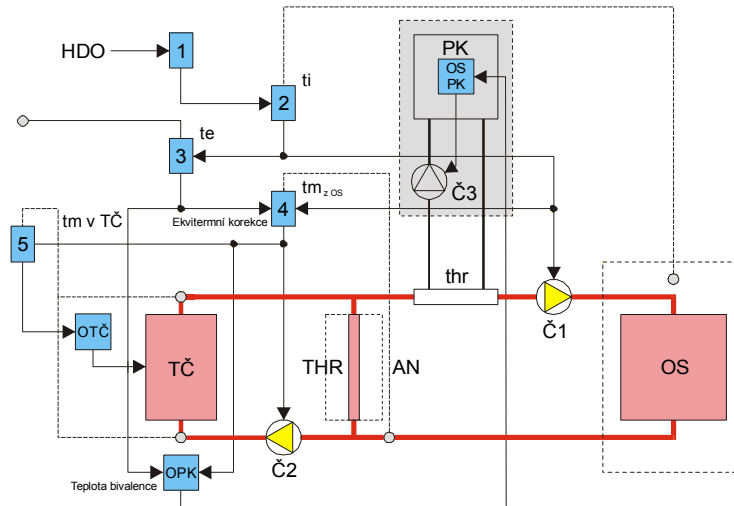 HDO
1
ti
2
PK
OS
PK
te
3
Č3
tm z OS
4
Ekvitermní korekce
tm v TČ
5
thr
OTČ
TČ
THR
AN
Č1
OS
Č2
OPK
Teplota bivalence